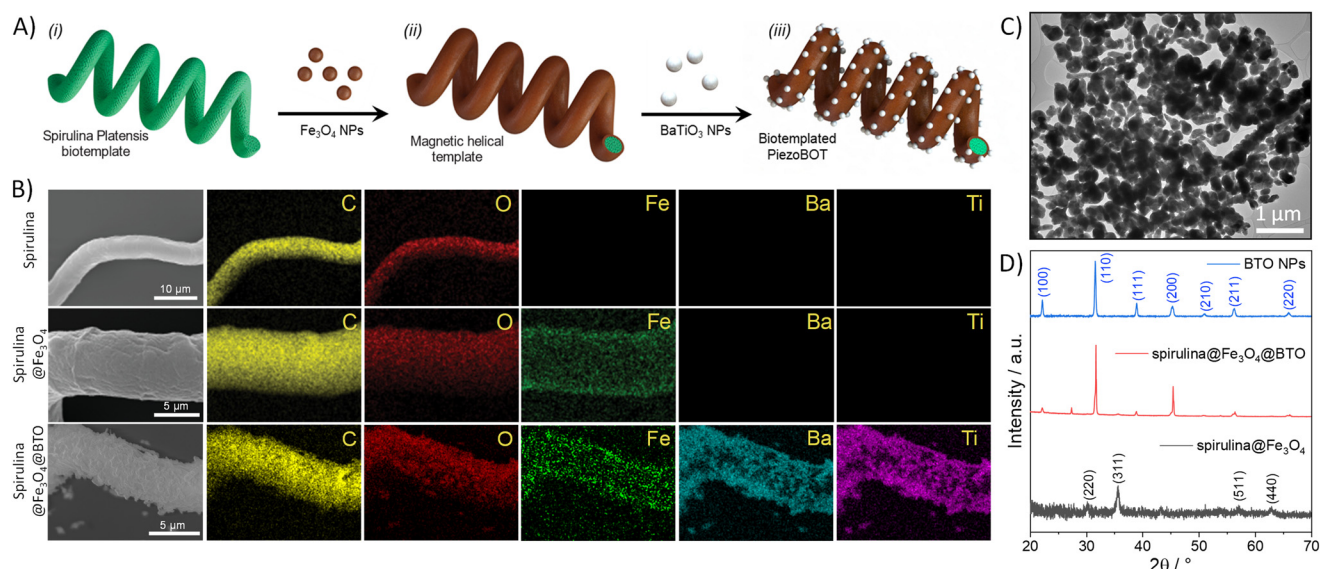 A)
(i)
(ii)
(iii)
Fe₃O₄ NPs
BaTiO₃ NPs
Spirulina Platensis
biotemplate
Magnetic helical
template
Biotemplated
PiezoBOT
B)
Spirulina
C
O
Fe
Ba
Ti
10 µm
Spirulina
@Fe₃O₄
C
O
Fe
Ba
Ti
5 µm
Spirulina
@Fe₃O₄@BTO
C
O
Fe
Ba
Ti
5 µm
C)
1 µm
D)
BTO NPs
(100)
(110)
(111)
(200)
(210)
(211)
(220)
spirulina@Fe₃O₄@BTO
spirulina@Fe₃O₄
(220)
(311)
(511)
(440)
Intensity / a.u.
20 30 40 50 60 70
2θ / °